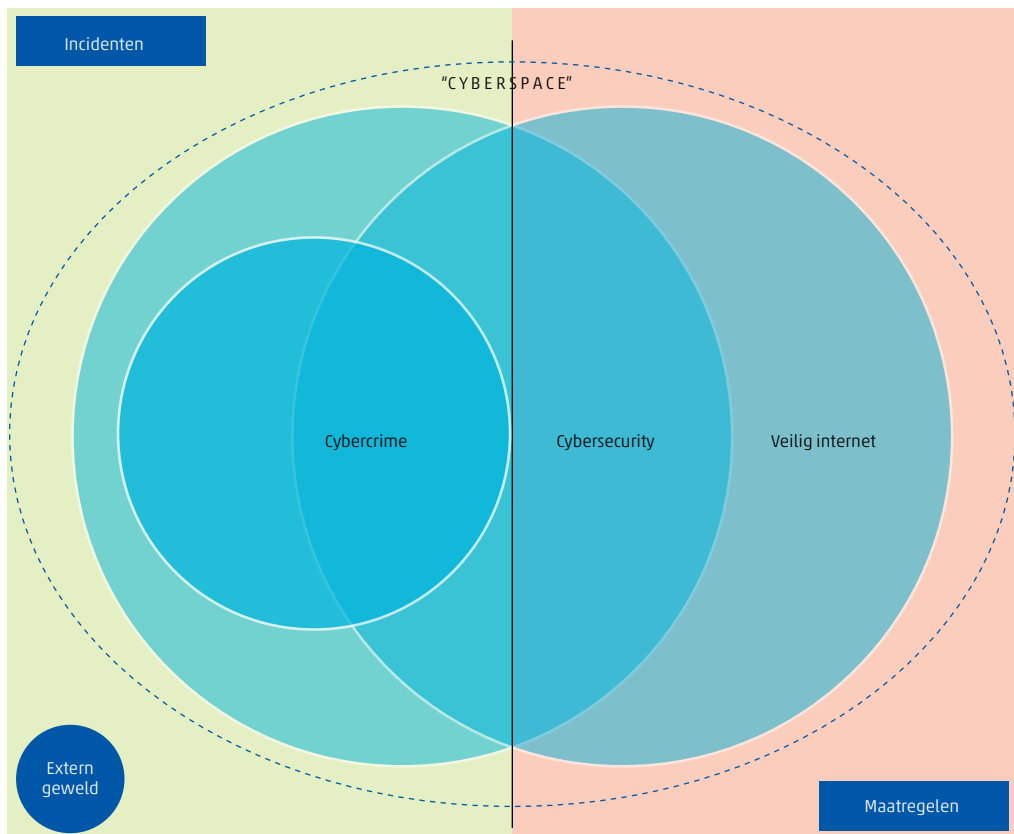 Incidenten
“CYBERSPACE”
Cybercrime
Cybersecurity
Veilig internet
Extern
geweld
Maatregelen